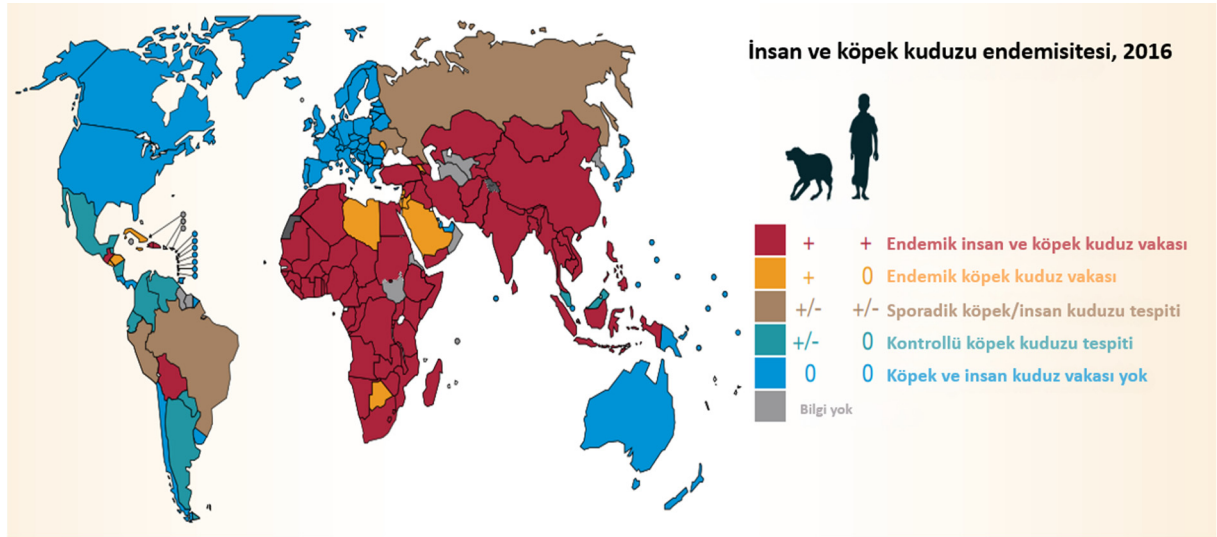 İnsan ve köpek kuduzu endemisitesi, 2016
+ + Endemik insan ve köpek kuduz vakası
+ 0 Endemik köpek kuduz vakası
+/- +/- Sporadik köpek/insan kuduzu tespiti
+/- 0 Kontrollü köpek kuduzu tespiti
0 0 Köpek ve insan kuduz vakası yok
Bilgi yok